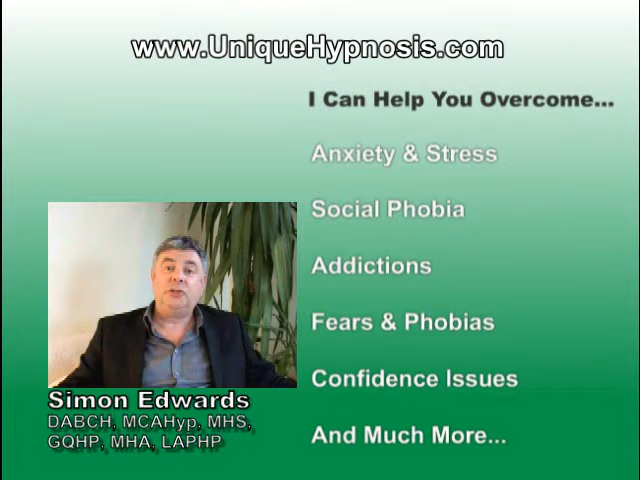 www.UniqueHypnosis.com
I Can Help You Overcome...
Anxiety & Stress
Social Phobia
Addictions
Fears & Phobias
Confidence Issues
And Much More...
Simon Edwards
DABCH, MCAHyp, MHS,
GQHP, MHA, LAPHP